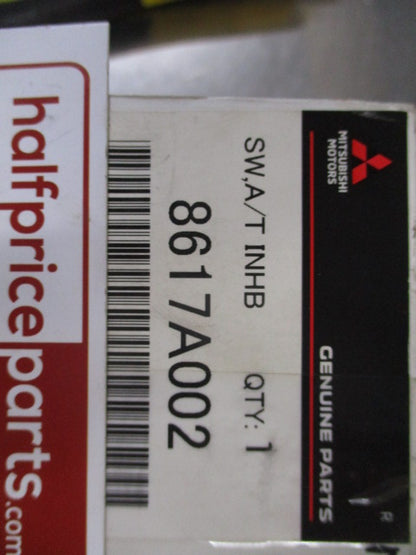 MITSUBISHI
MOTORS
GENUINE PARTS
R
SW,A/T INHB QTY: 1
8617A002
halfpriceparts.com